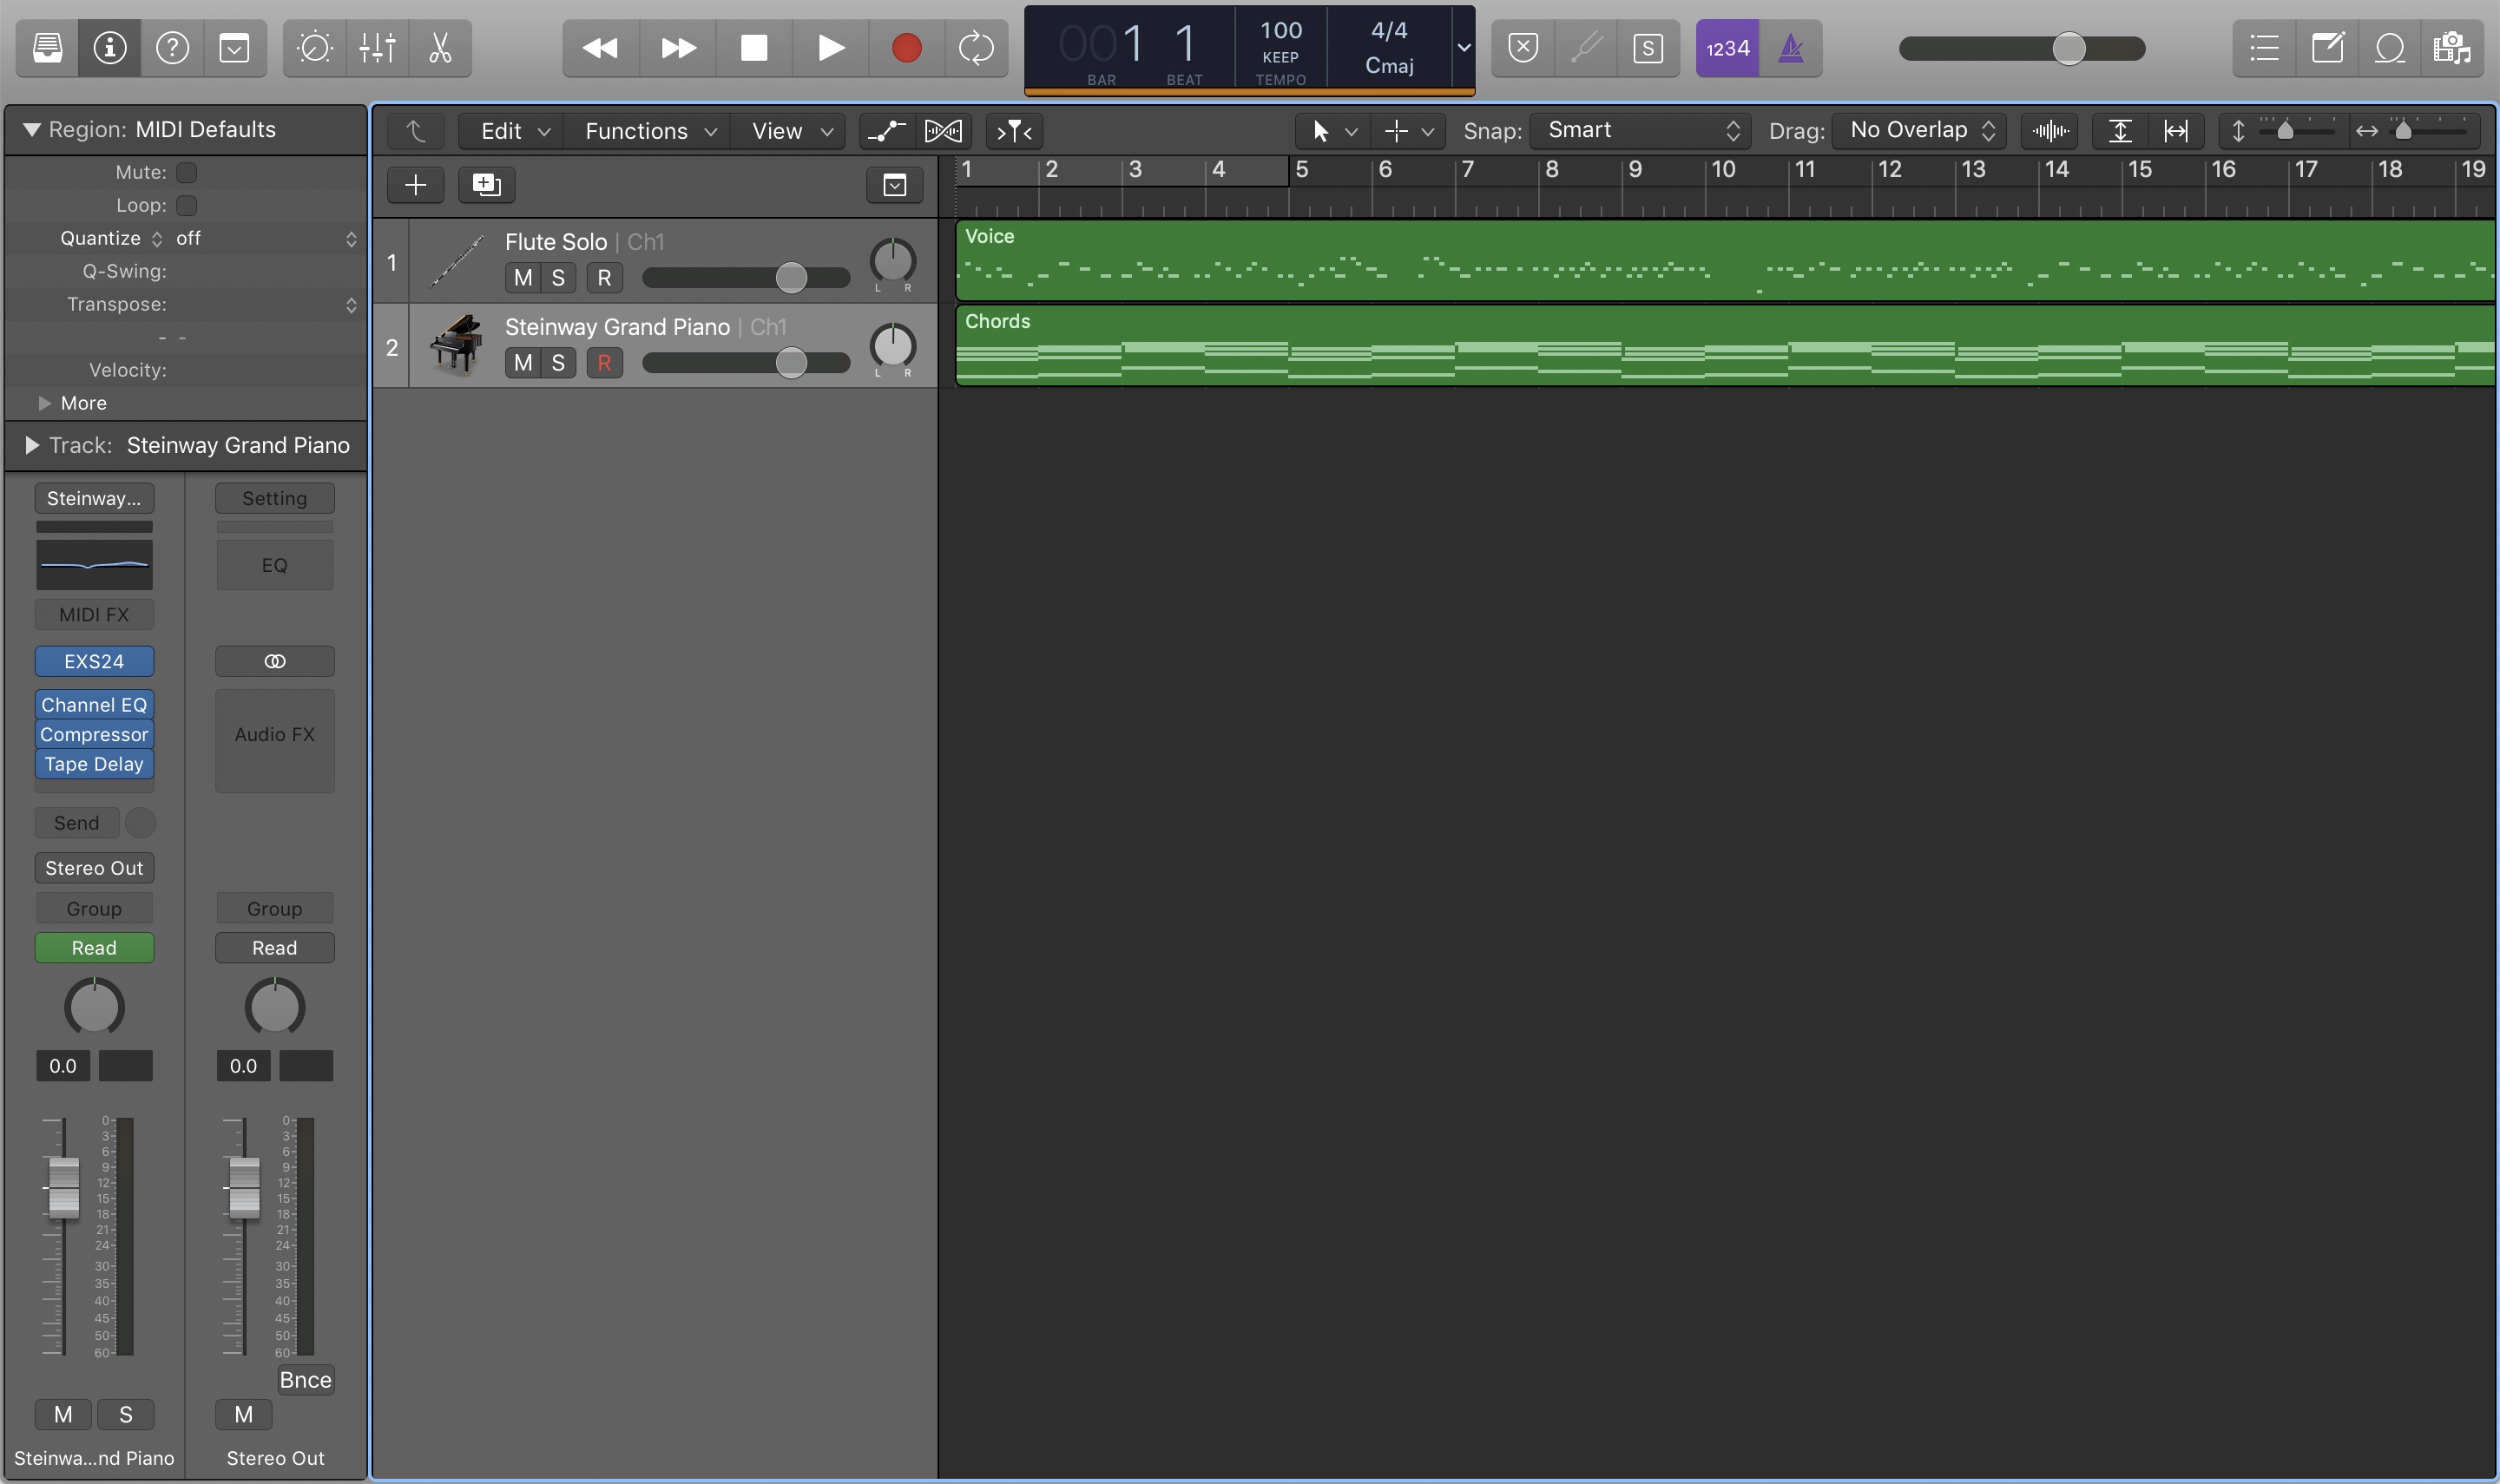 001 1
BAR BEAT
100
KEEP
TEMPO
4/4
Cmaj
S
1234
Region: MIDI Defaults
Mute:
Loop:
Quantize off
Q-Swing:
Transpose:
- -
Velocity:
More
Track: Steinway Grand Piano
Edit Functions View
Snap: Smart Drag: No Overlap
1 2 3 4 5 6 7 8 9 10 11 12 13 14 15 16 17 18 19
1 Flute Solo | Ch1
M S R
L R
Voice
2 Steinway Grand Piano | Ch1
M S R
L R
Chords
Steinway... Setting
EQ
MIDI FX
EXS24
Channel EQ
Compressor
Tape Delay
Audio FX
Send
Stereo Out
Group Group
Read Read
0.0 0.0
0 0
3 3
6 6
9 9
12 12
15 15
18 18
21 21
24 24
30 30
35 35
40 40
45 45
50 50
60 60
Bnce
M S M
Steinwa...nd Piano Stereo Out